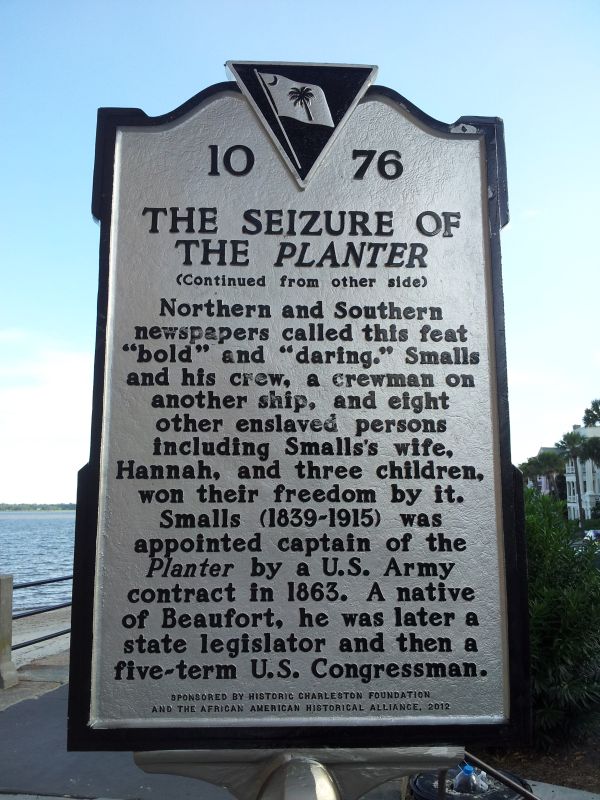 10 76
THE SEIZURE OF
THE PLANTER
(Continued from other side)
Northern and Southern
newspapers called this feat
“bold” and “daring.” Smalls
and his crew, a crewman on
another ship, and eight
other enslaved persons
including Smalls's wife,
Hannah, and three children,
won their freedom by it.
Smalls (1839-1915) was
appointed captain of the
Planter by a U.S. Army
contract in 1863. A native
of Beaufort, he was later a
state legislator and then a
five-term U.S. Congressman.
SPONSORED BY HISTORIC CHARLESTON FOUNDATION
AND THE AFRICAN AMERICAN HISTORICAL ALLIANCE, 2012